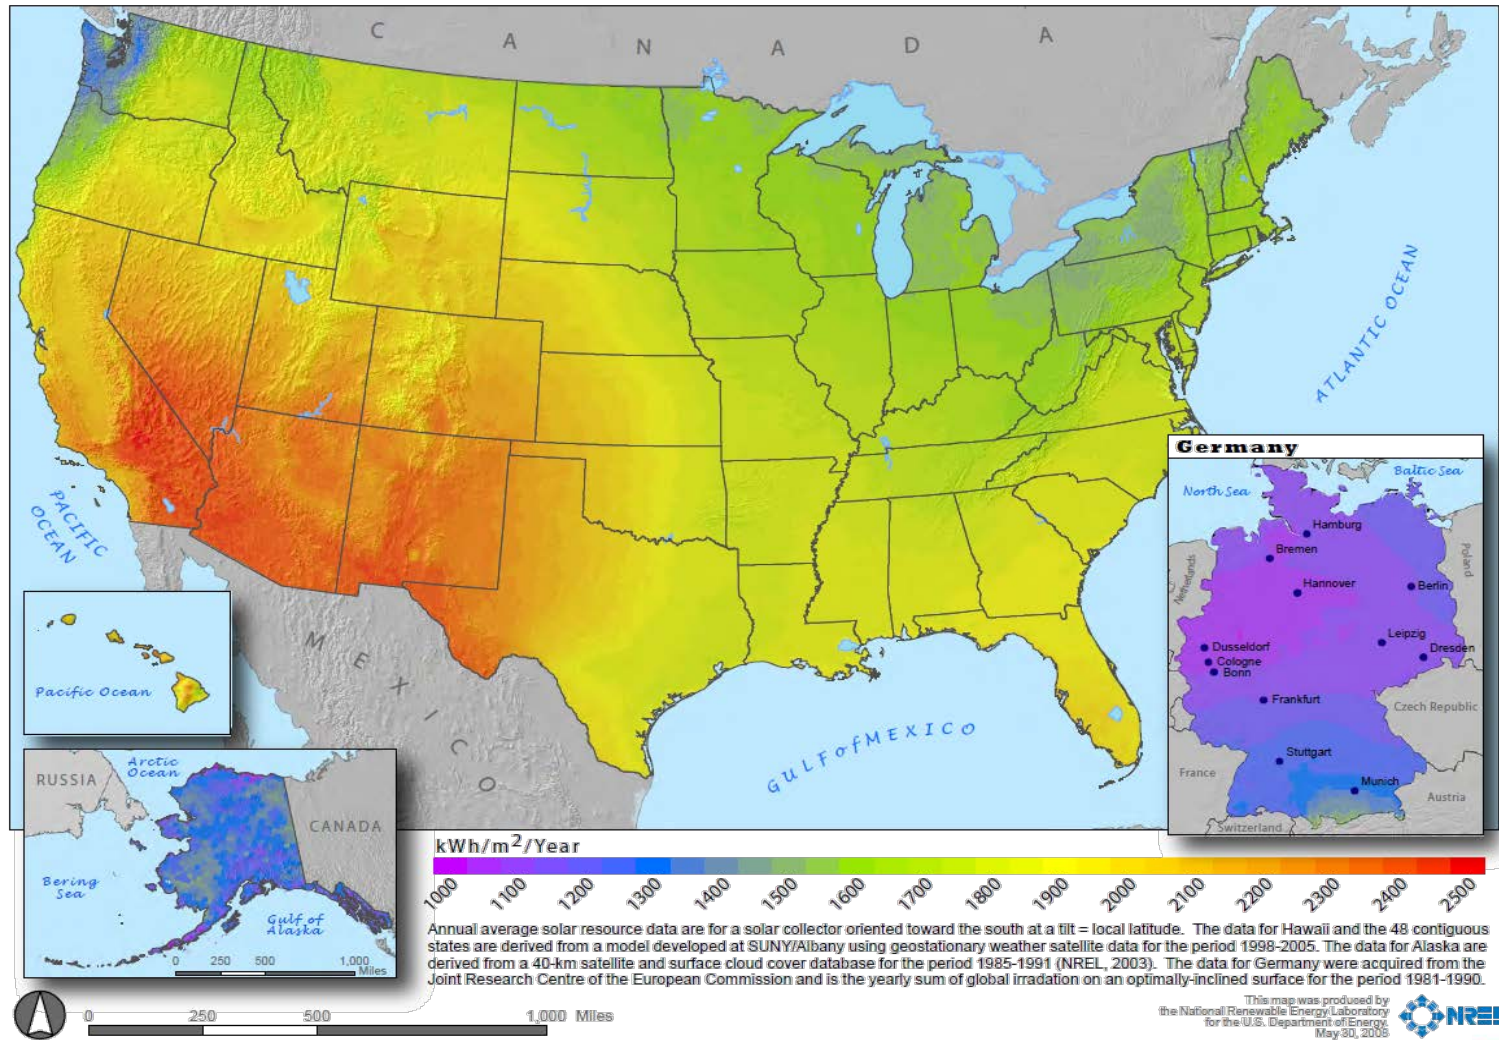 C A N A D A
ATLANTIC OCEAN
PACIFIC
OCEAN
MEXICO
GULF of MEXICO
Pacific Ocean
Arctic
Ocean
RUSSIA
CANADA
Bering
Sea
Gulf of
Alaska
0 250 500 1,000
Miles
Germany
Baltic Sea
North Sea
Hamburg
Bremen
Poland
Netherlands
Hannover
Berlin
Leipzig
Dusseldorf
Dresden
Cologne
Bonn
Frankfurt
Czech Republic
Stuttgart
France
Munich
Austria
Switzerland
kWh/m²/Year
1000 1100 1200 1300 1400 1500 1600 1700 1800 1900 2000 2100 2200 2300 2400 2500
Annual average solar resource data are for a solar collector oriented toward the south at a tilt = local latitude. The data for Hawaii and the 48 contiguous
states are derived from a model developed at SUNY/Albany using geostationary weather satellite data for the period 1998-2005. The data for Alaska are
derived from a 40-km satellite and surface cloud cover database for the period 1985-1991 (NREL, 2003). The data for Germany were acquired from the
Joint Research Centre of the European Commission and is the yearly sum of global irradation on an optimally-inclined surface for the period 1981-1990.
0 250 500 1,000 Miles
This map was produced by
the National Renewable Energy Laboratory
for the U.S. Department of Energy.
May 30, 2008
NREL